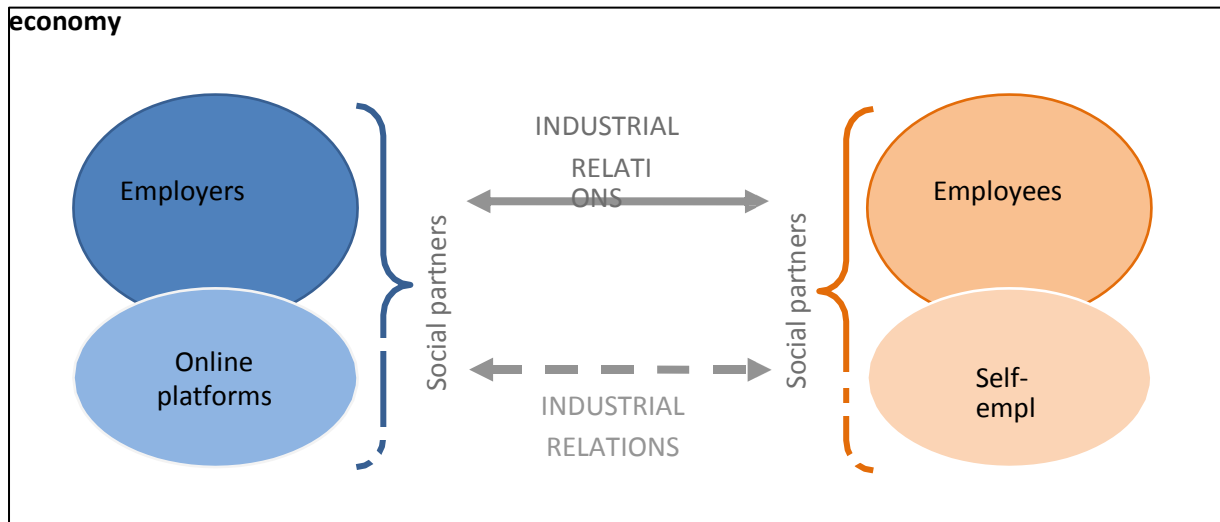 economy
INDUSTRIAL
RELATI
ONS
Employers
Employees
Social partners
Social partners
Online
platforms
Self-
empl
INDUSTRIAL
RELATIONS